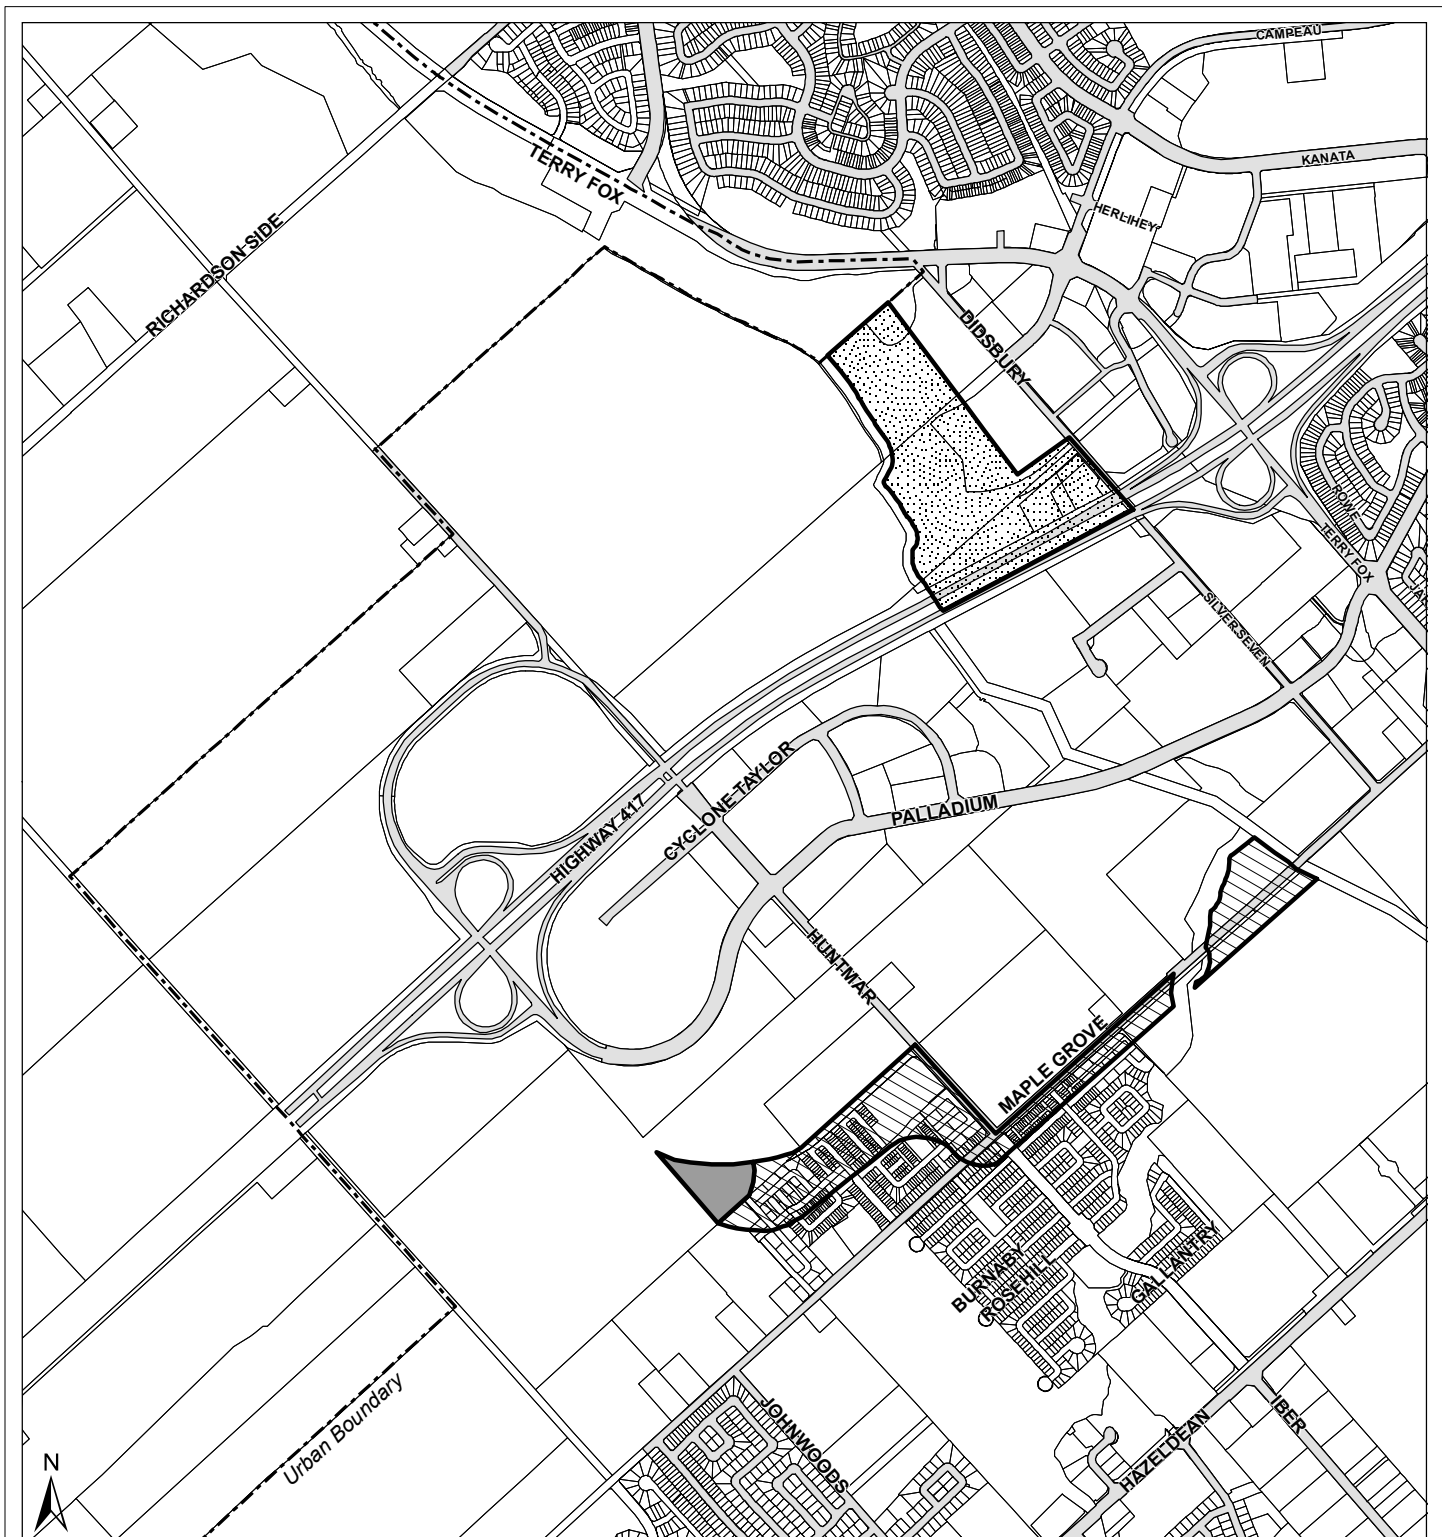 CAMPEAU
KANATA
TERRY FOX
HERLIHEY
RICHARDSON SIDE
DIDSBURY
ROWE
TERRY FOX
SILVER SEVEN
CYCLONE TAYLOR
PALLADIUM
HIGHWAY 417
HUNTMAR
MAPLE GROVE
BURNABY
ROSEHILL
GALLANTRY
Urban Boundary
JOHNWOODS
HAZELDEAN
IBER
N